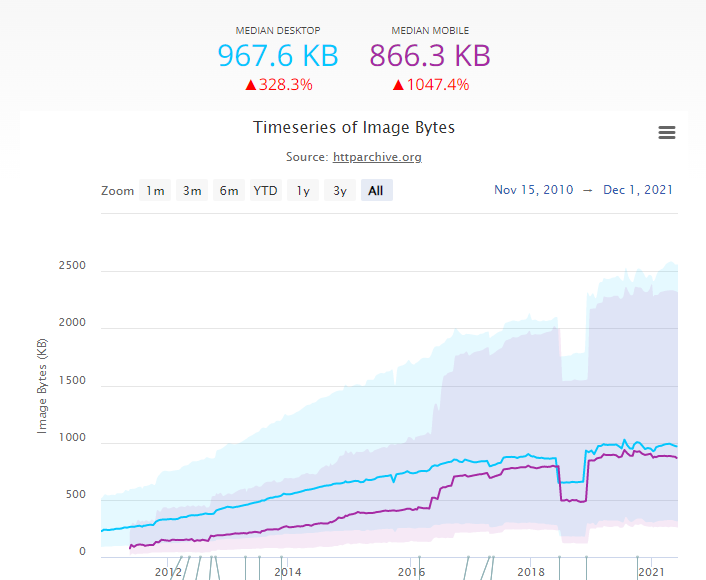 MEDIAN DESKTOP
967.6 KB
▲328.3%
MEDIAN MOBILE
866.3 KB
▲1047.4%
Timeseries of Image Bytes
Source: httparchive.org
Zoom 1m 3m 6m YTD 1y 3y All
Nov 15, 2010 → Dec 1, 2021
Image Bytes (KB)
2500
2000
1500
1000
500
0
2012 2014 2016 2018 2021